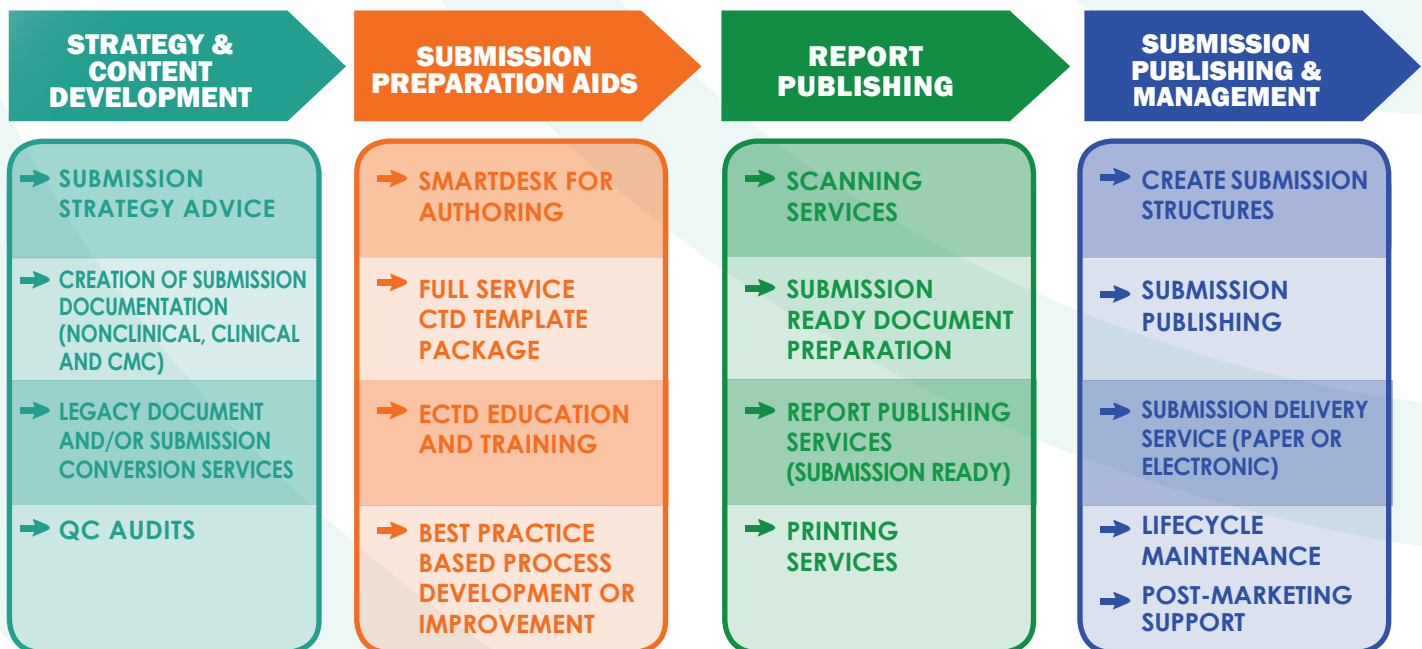 STRATEGY &
CONTENT
DEVELOPMENT
SUBMISSION
STRATEGY ADVICE
CREATION OF SUBMISSION
DOCUMENTATION
(NONCLINICAL, CLINICAL
AND CMC)
LEGACY DOCUMENT
AND/OR SUBMISSION
CONVERSION SERVICES
QC AUDITS
SUBMISSION
PREPARATION AIDS
SMARTDESK FOR
AUTHORING
FULL SERVICE
CTD TEMPLATE
PACKAGE
ECTD EDUCATION
AND TRAINING
BEST PRACTICE
BASED PROCESS
DEVELOPMENT OR
IMPROVEMENT
REPORT
PUBLISHING
SCANNING
SERVICES
SUBMISSION
READY DOCUMENT
PREPARATION
REPORT PUBLISHING
SERVICES
(SUBMISSION READY)
PRINTING
SERVICES
SUBMISSION
PUBLISHING &
MANAGEMENT
CREATE SUBMISSION
STRUCTURES
SUBMISSION
PUBLISHING
SUBMISSION DELIVERY
SERVICE (PAPER OR
ELECTRONIC)
LIFECYCLE
MAINTENANCE
POST-MARKETING
SUPPORT